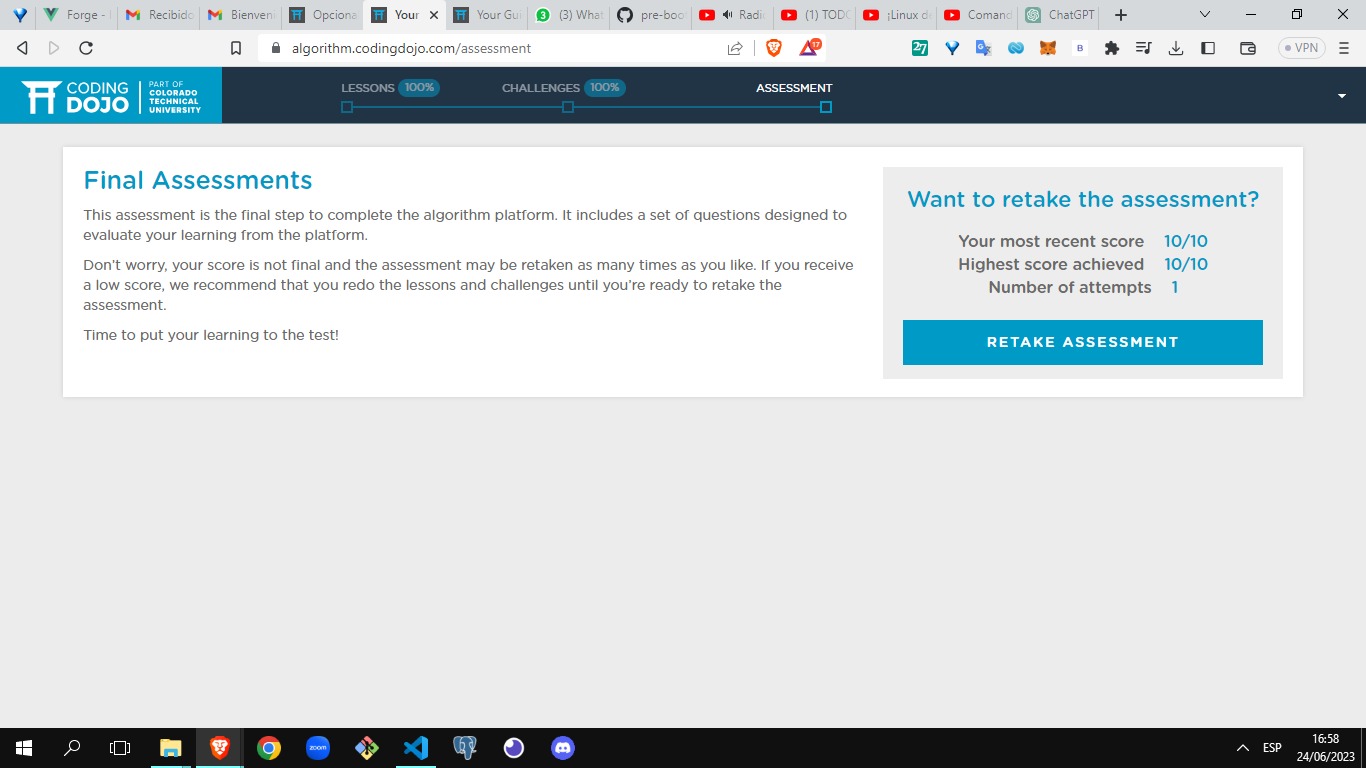 Forge -
Recibido
Bienveni
Opciona
Your
Your Gui
3
(3) What
pre-boo
Radi
(1) TODO
¡Linux d
Comand
ChatGPT
algorithm.codingdojo.com/assessment
17
27
B
VPN
CODING DOJO
PART OF
COLORADO
TECHNICAL
UNIVERSITY
LESSONS 100%
CHALLENGES 100%
ASSESSMENT
Final Assessments
This assessment is the final step to complete the algorithm platform. It includes a set of questions designed to
evaluate your learning from the platform.
Don't worry, your score is not final and the assessment may be retaken as many times as you like. If you receive
a low score, we recommend that you redo the lessons and challenges until you're ready to retake the
assessment.
Time to put your learning to the test!
Want to retake the assessment?
Your most recent score 10/10
Highest score achieved 10/10
Number of attempts 1
RETAKE ASSESSMENT
zoom
ESP
16:58
24/06/2023